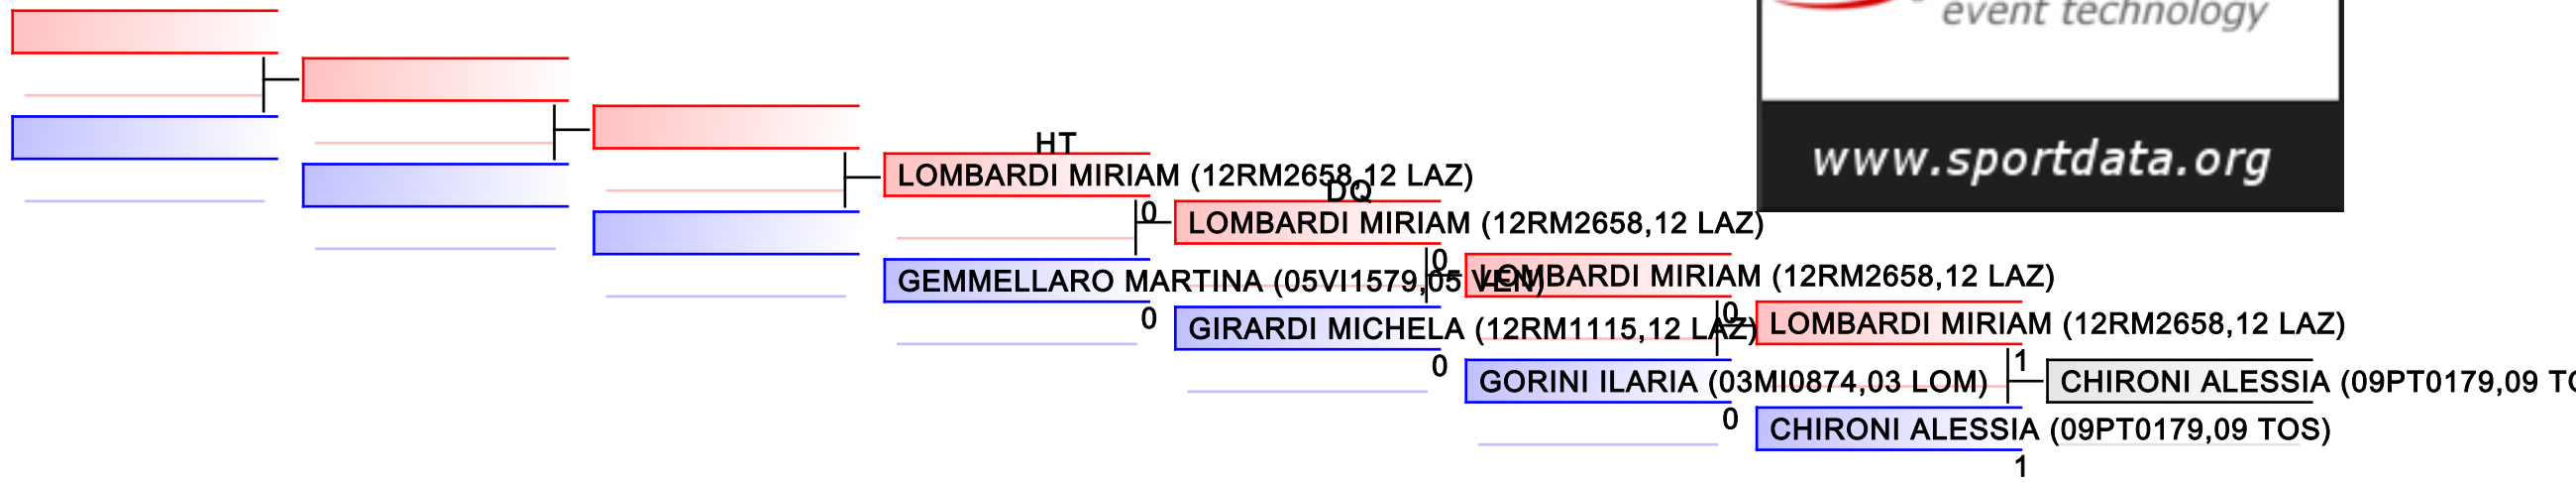 event technology
www.sportdata.org
HT
LOMBARDI MIRIAM (12RM2658,12 LAZ)
0
DQ
LOMBARDI MIRIAM (12RM2658,12 LAZ)
GEMMELLARO MARTINA (05VI1579,05 VEN)
0
0
LOMBARDI MIRIAM (12RM2658,12 LAZ)
GIRARDI MICHELA (12RM1115,12 LAZ)
0
0
LOMBARDI MIRIAM (12RM2658,12 LAZ)
GORINI ILARIA (03MI0874,03 LOM)
0
1
CHIRONI ALESSIA (09PT0179,09
CHIRONI ALESSIA (09PT0179,09 TOS)
1